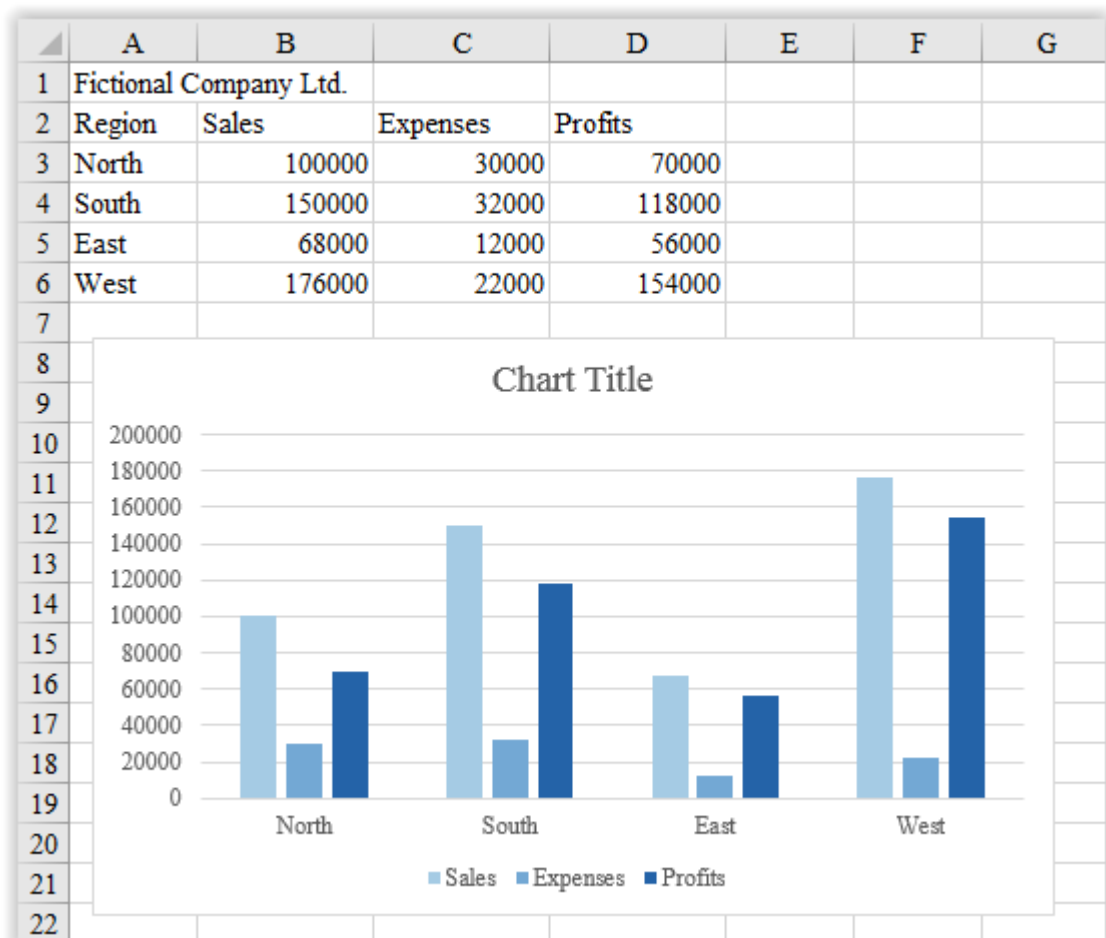 A B C D E F G
1 Fictional Company Ltd.
2 Region Sales Expenses Profits
3 North 100000 30000 70000
4 South 150000 32000 118000
5 East 68000 12000 56000
6 West 176000 22000 154000
7
8
9
10
11
12
13
14
15
16
17
18
19
20
21
22
Chart Title
200000
180000
160000
140000
120000
100000
80000
60000
40000
20000
0
North South East West
Sales Expenses Profits